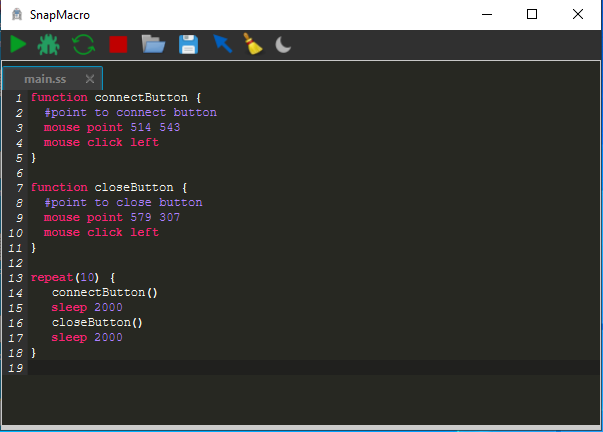 SnapMacro
main.ss
1 function connectButton {
2 #point to connect button
3 mouse point 514 543
4 mouse click left
5 }
6
7 function closeButton {
8 #point to close button
9 mouse point 579 307
10 mouse click left
11 }
12
13 repeat(10) {
14 connectButton()
15 sleep 2000
16 closeButton()
17 sleep 2000
18 }
19